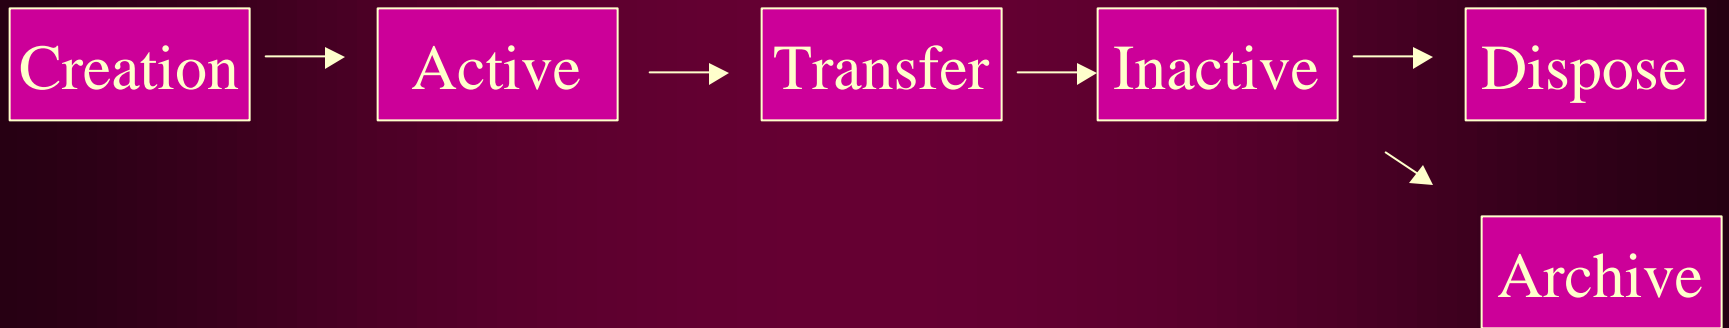 Creation
Active
Transfer
Inactive
Dispose
Archive